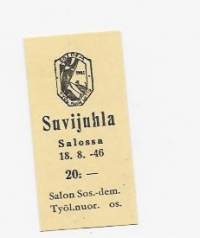 Suvijuhla
Salossa
18. 8. -46
20: —
Salon Sos.-dem.
Työl.nuor. os.